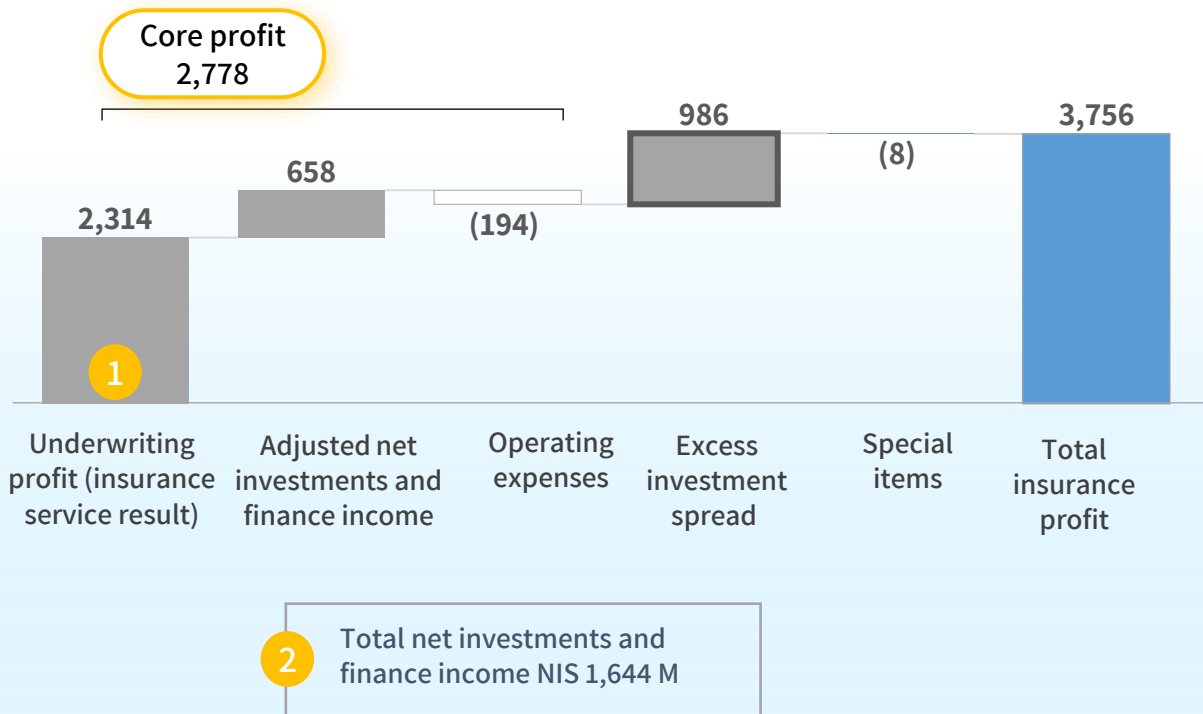 Core profit
2,778
2,314
658
(194)
986
(8)
3,756
1
Underwriting
profit (insurance
service result)
Adjusted net
investments and
finance income
Operating
expenses
Excess
investment
spread
Special
items
Total
insurance
profit
2
Total net investments and
finance income NIS 1,644 M